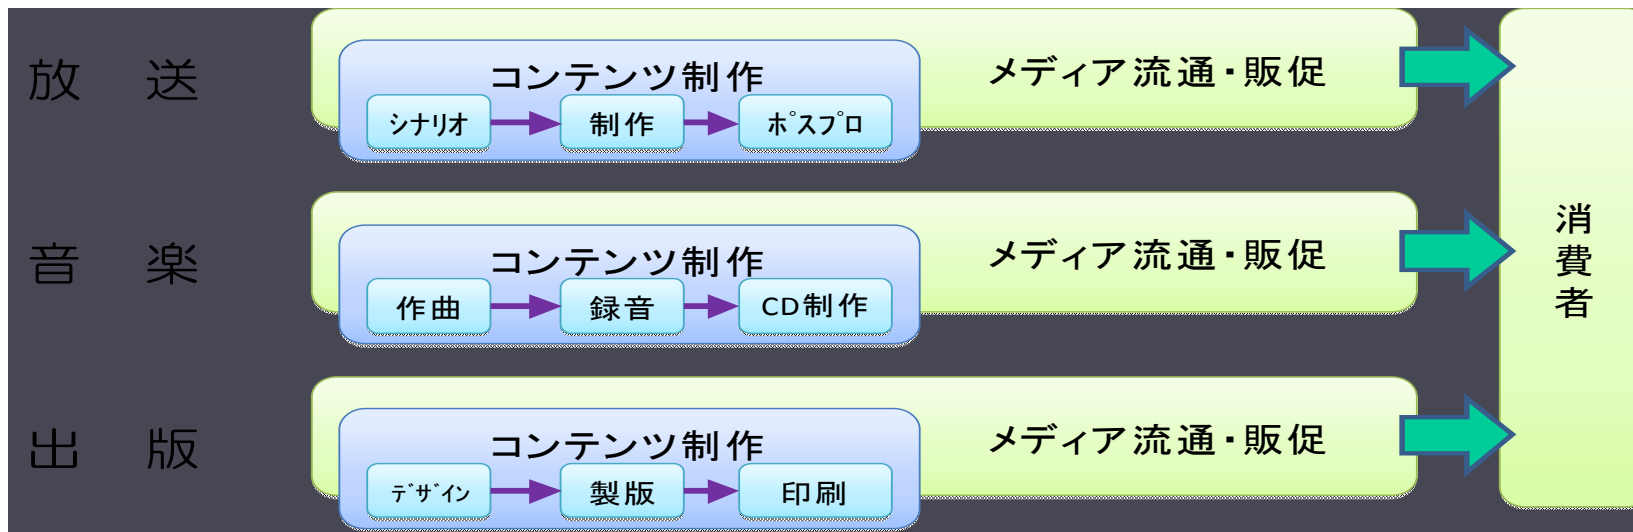 放　送
コンテンツ制作
メディア流通・販促
シナリオ
制作
ﾎﾟｽﾌﾟﾛ
音　楽
コンテンツ制作
メディア流通・販促
作曲
録音
CD制作
出　版
コンテンツ制作
メディア流通・販促
ﾃﾞｻﾞｲﾝ
製版
印刷
消費者